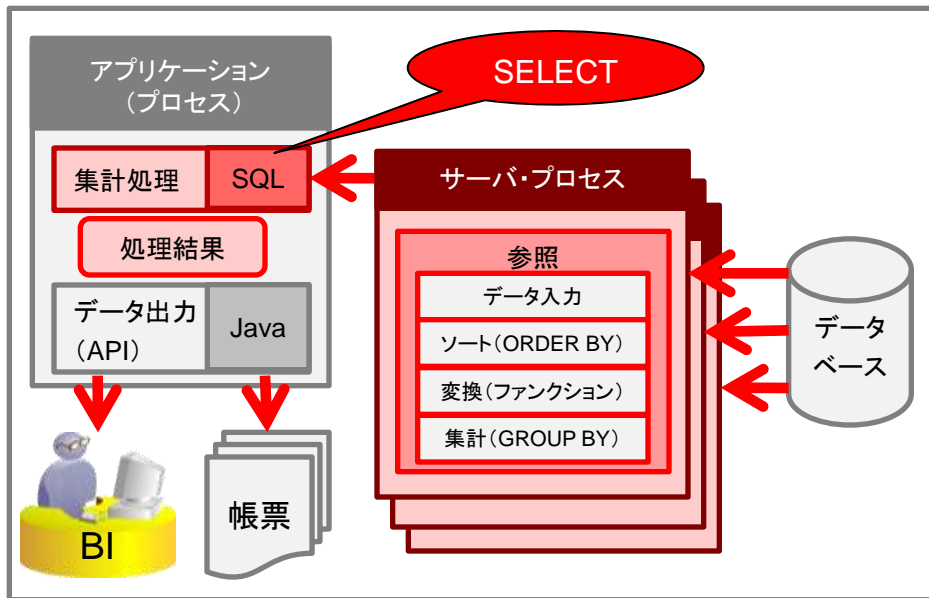 アプリケーション
(プロセス)
SELECT
集計処理
SQL
処理結果
データ出力
(API)
Java
BI
帳票
サーバ・プロセス
参照
データ入力
ソート(ORDER BY)
変換(ファンクション)
集計(GROUP BY)
データ
ベース